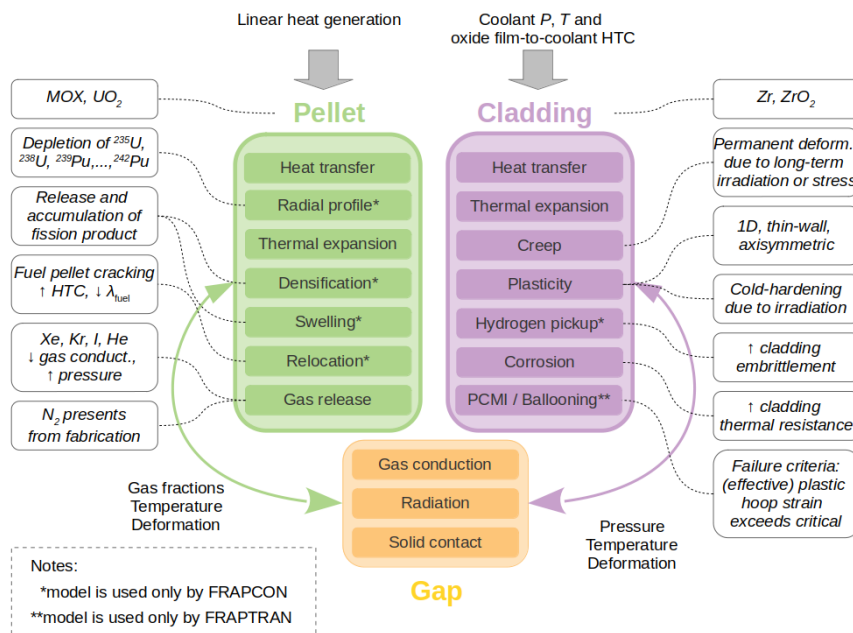 Linear heat generation
Coolant P, T and
oxide film-to-coolant HTC
MOX, UO₂
Depletion of ²³⁵U,
²³⁸U, ²³⁹Pu,...,²⁴²Pu
Release and
accumulation of
fission product
Fuel pellet cracking
↑ HTC, ↓ λfuel
Xe, Kr, I, He
↓ gas conduct.,
↑ pressure
N₂ presents
from fabrication
Pellet
Heat transfer
Radial profile*
Thermal expansion
Densification*
Swelling*
Relocation*
Gas release
Cladding
Heat transfer
Thermal expansion
Creep
Plasticity
Hydrogen pickup*
Corrosion
PCMI / Ballooning**
Zr, ZrO₂
Permanent deform.
due to long-term
irradiation or stress
1D, thin-wall,
axisymmetric
Cold-hardening
due to irradiation
↑ cladding
embrittlement
↑ cladding
thermal resistance
Failure criteria:
(effective) plastic
hoop strain
exceeds critical
Gas fractions
Temperature
Deformation
Gas conduction
Radiation
Solid contact
Gap
Pressure
Temperature
Deformation
Notes:
*model is used only by FRAPCON
**model is used only by FRAPTRAN